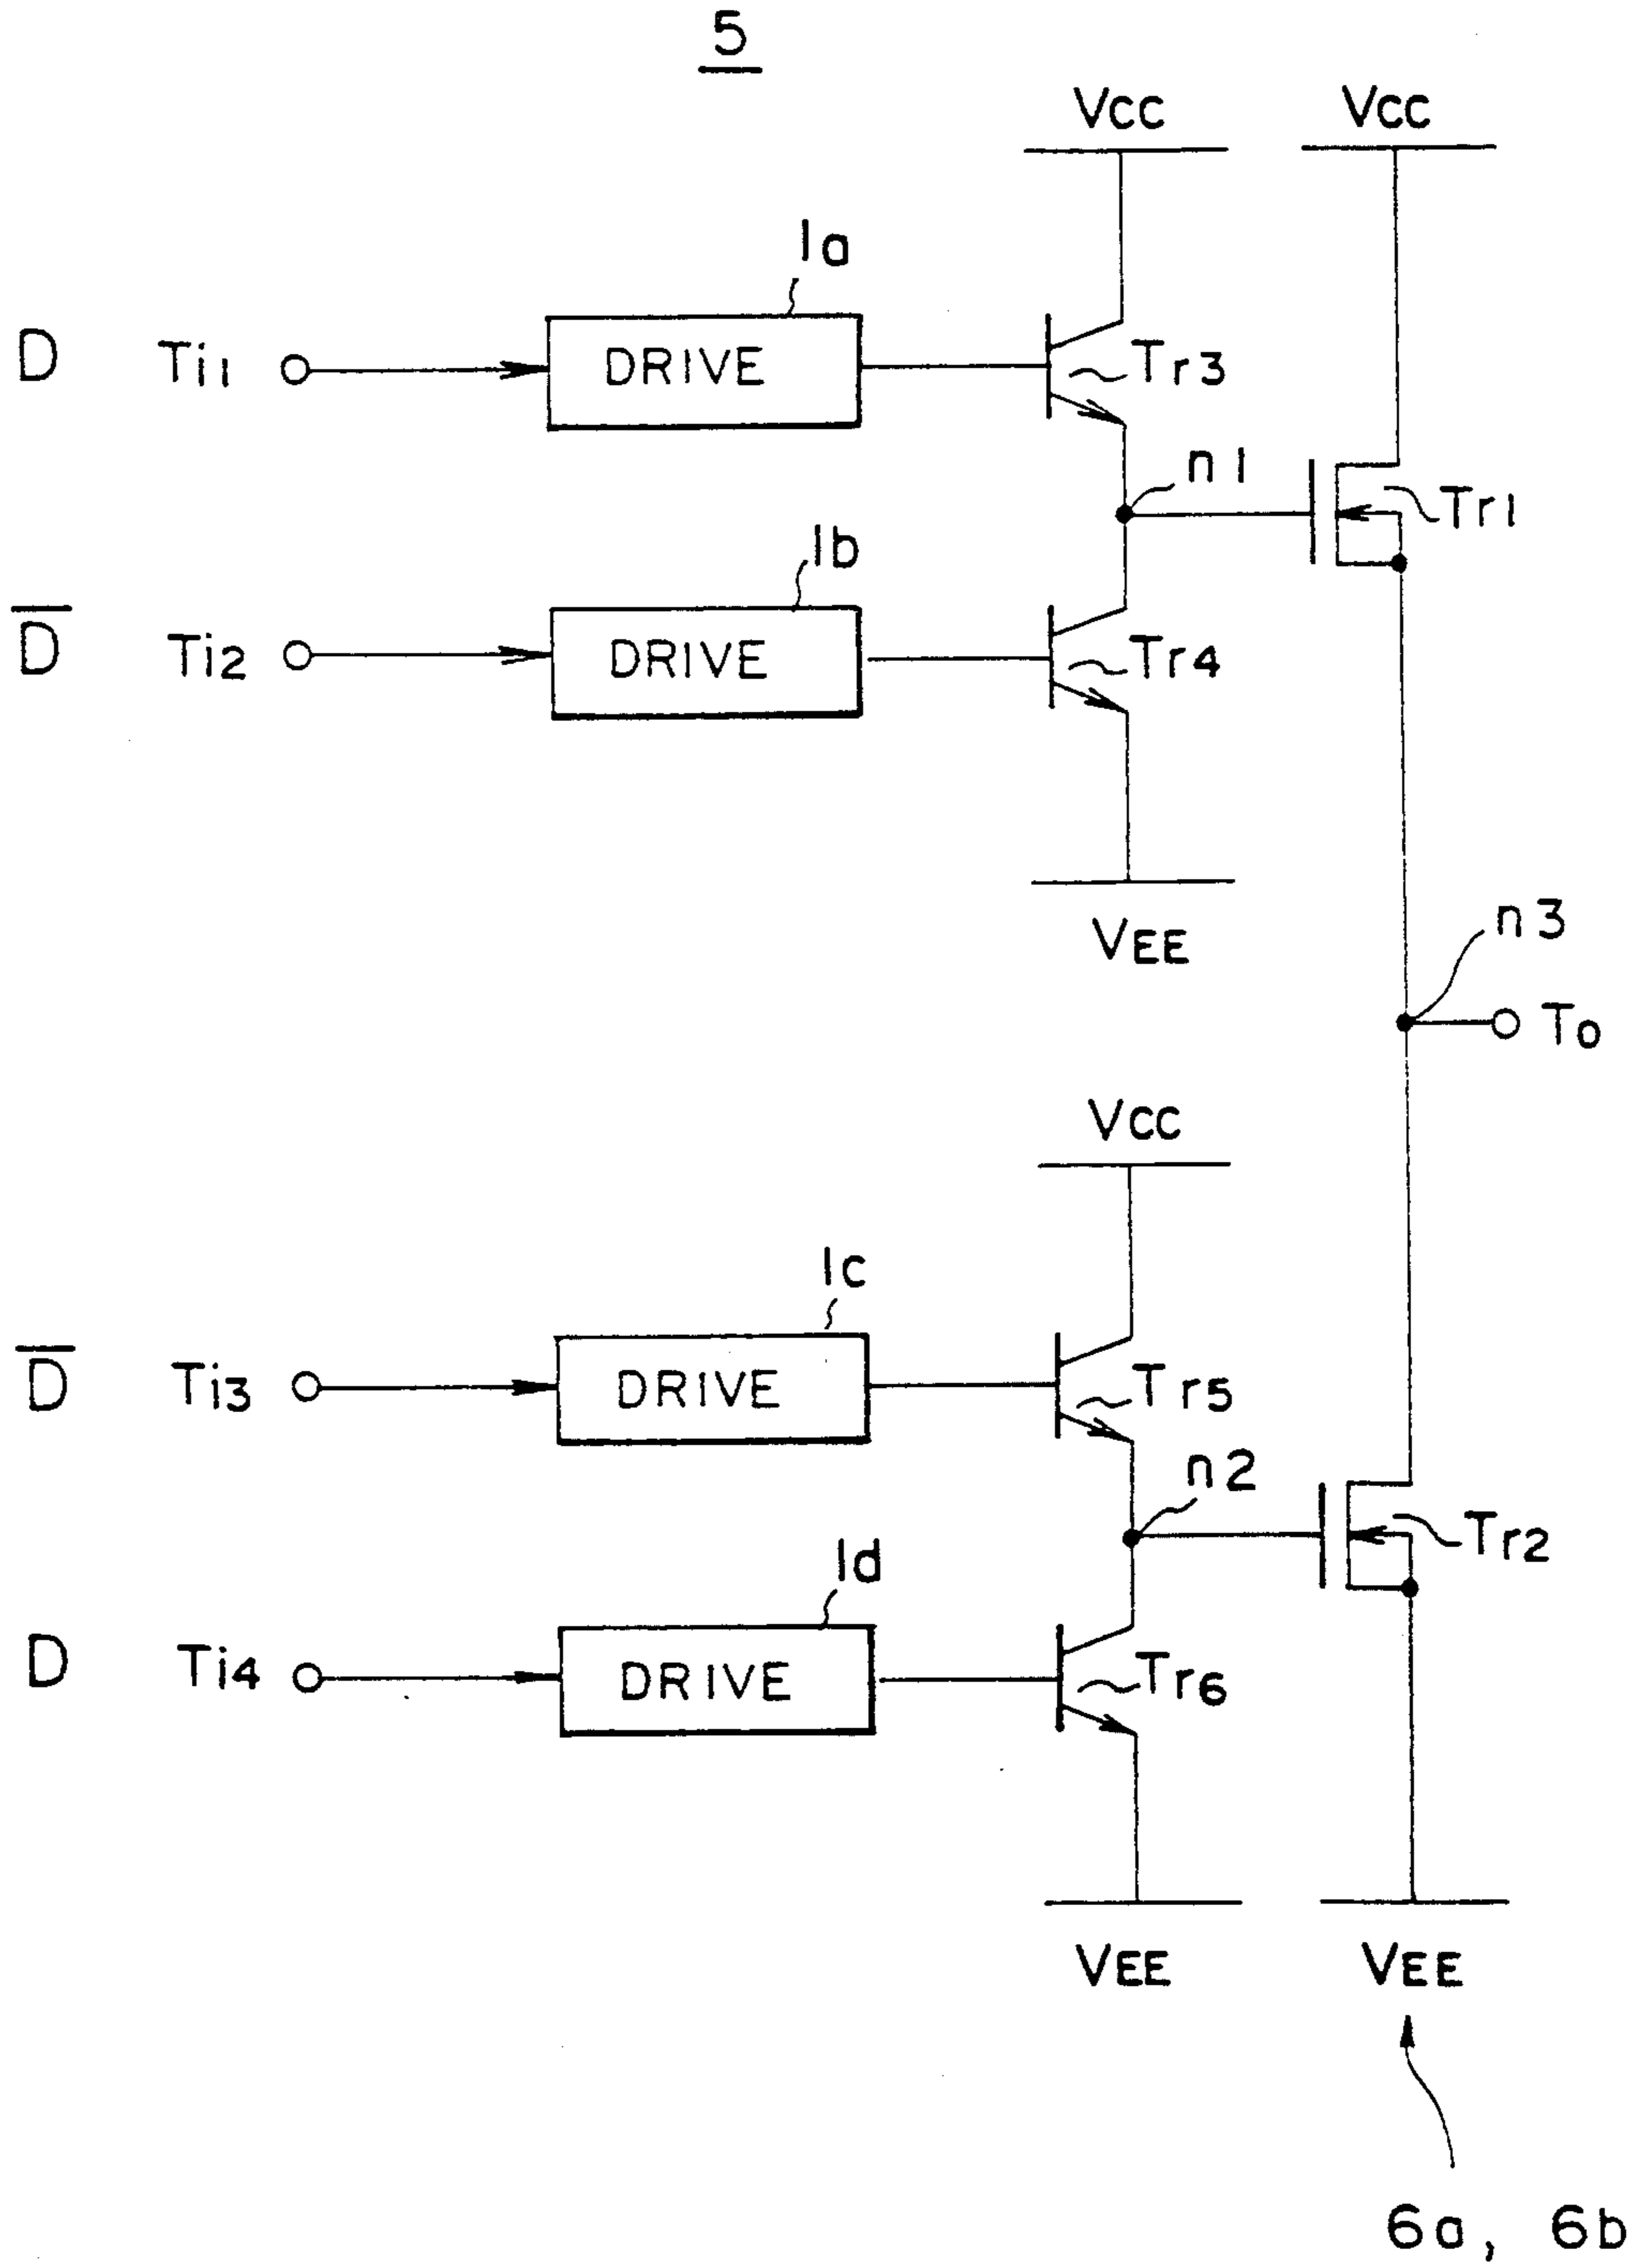 5
Vcc Vcc
1a
D Ti1 DRIVE Tr3
n1
Tr1
1b
D̅ Ti2 DRIVE Tr4
VEE
n3
To
Vcc
1c
D̅ Ti3 DRIVE Tr5
n2
Tr2
1d
D Ti4 DRIVE Tr6
VEE VEE
6a, 6b